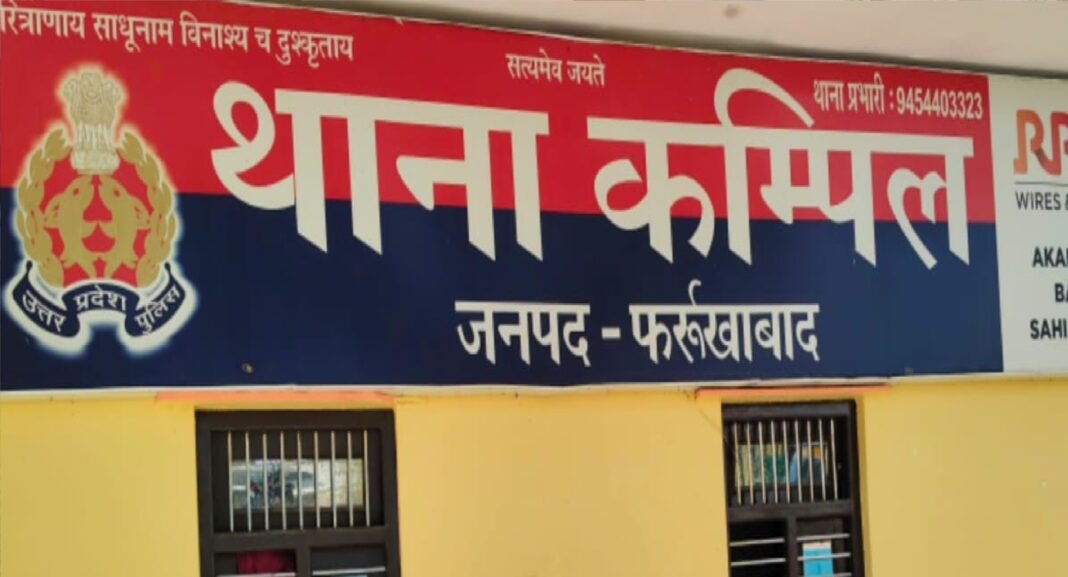 रित्राणाय साधूनाम विनाश्य च दुश्कृताय
सत्यमेव जयते
थाना प्रभारी : 9454403323
थाना कम्पिल
जनपद - फर्रूखाबाद
उत्तर प्रदेश पुलिस
WIRES &